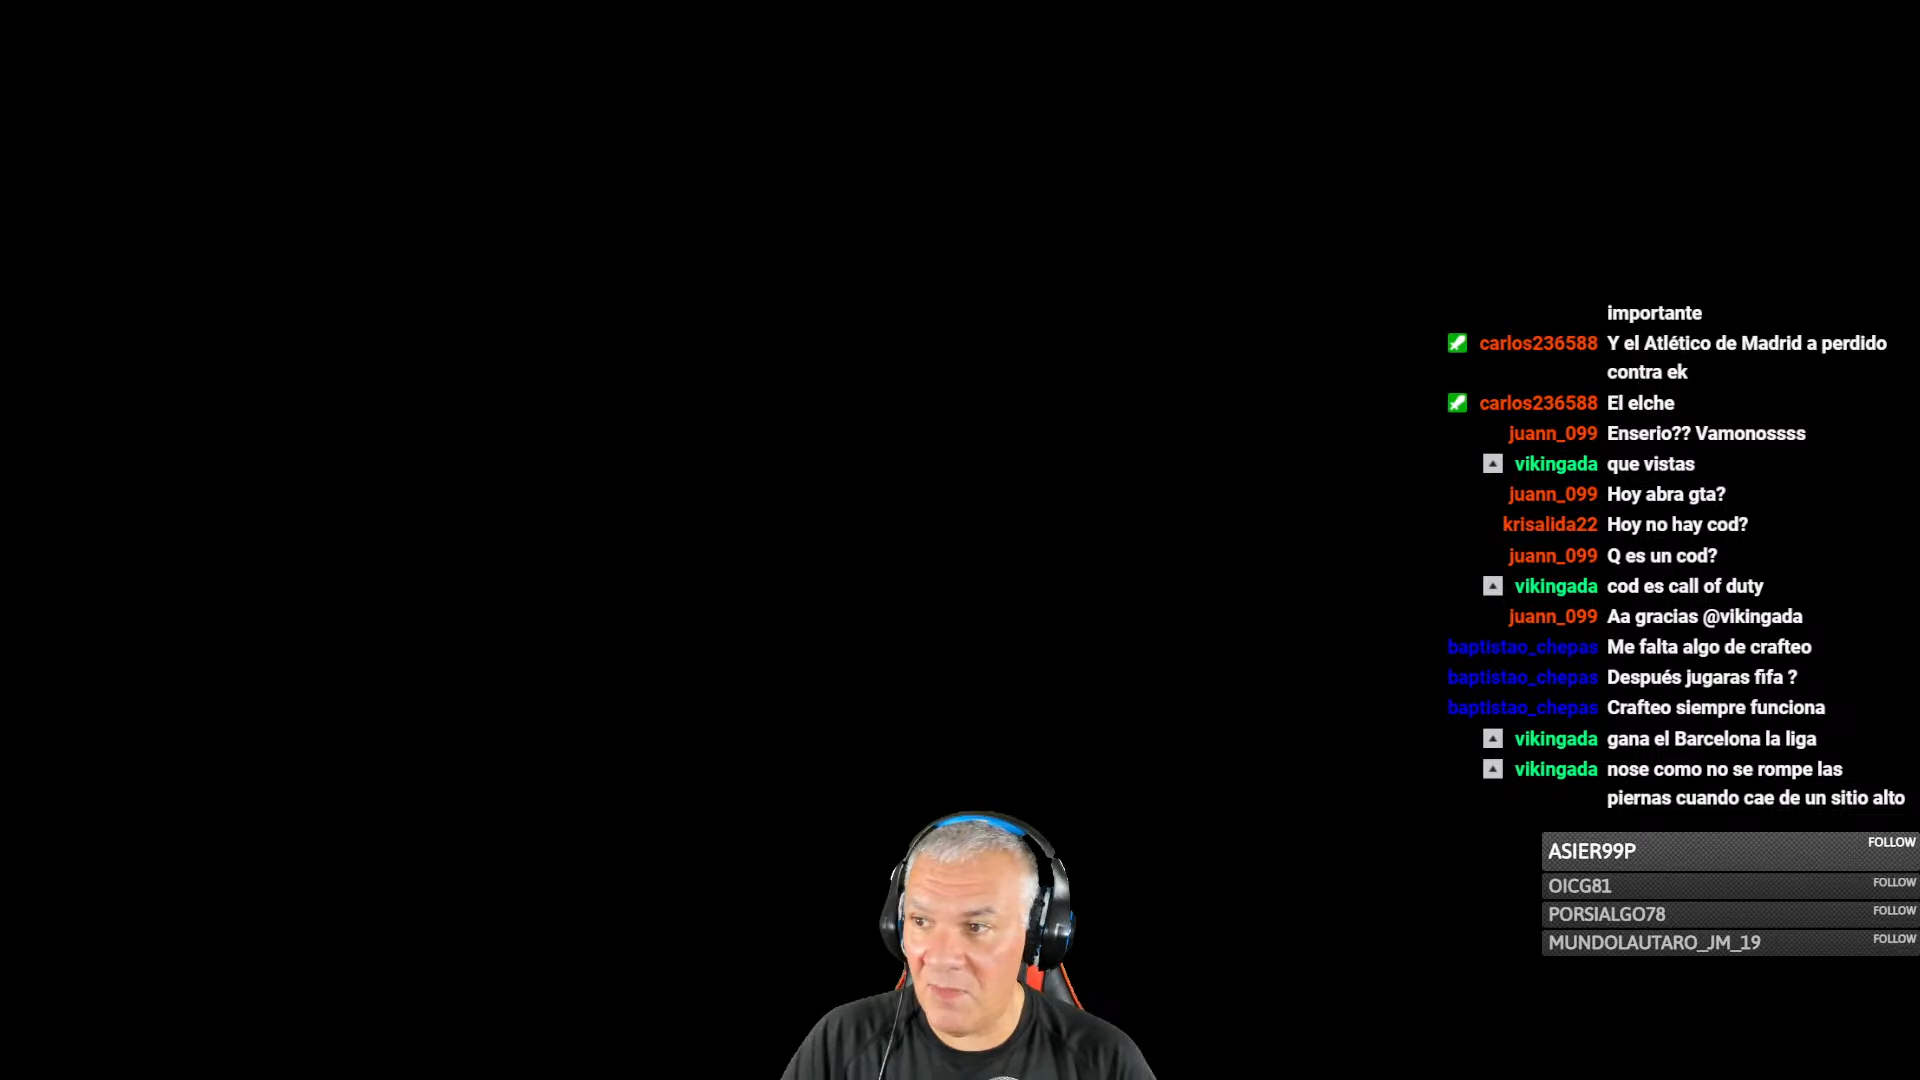 importante
carlos236588 Y el Atlético de Madrid a perdido
contra ek
carlos236588 El elche
juann_099 Enserio?? Vamonossss
vikingada que vistas
juann_099 Hoy abra gta?
krisalida22 Hoy no hay cod?
juann_099 Q es un cod?
vikingada cod es call of duty
juann_099 Aa gracias @vikingada
baptistao_chepas Me falta algo de crafteo
baptistao_chepas Después jugaras fifa ?
baptistao_chepas Crafteo siempre funciona
vikingada gana el Barcelona la liga
vikingada nose como no se rompe las
piernas cuando cae de un sitio alto
ASIER99P FOLLOW
OICG81 FOLLOW
PORSIALGO78 FOLLOW
MUNDOLAUTARO_JM_19 FOLLOW